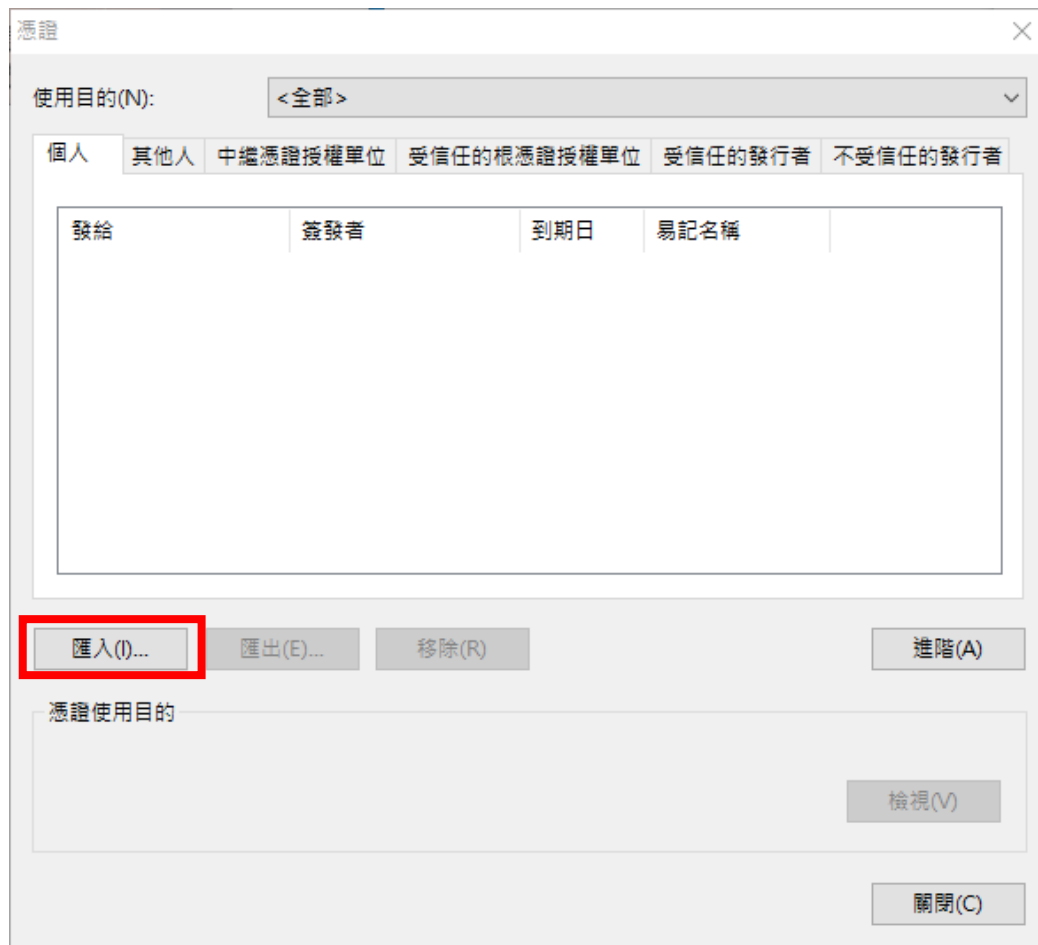 憑證
使用目的(N): <全部>
個人 其他人 中繼憑證授權單位 受信任的根憑證授權單位 受信任的發行者 不受信任的發行者
發給 簽發者 到期日 易記名稱
匯入(I)... 匯出(E)... 移除(R) 進階(A)
憑證使用目的
檢視(V)
關閉(C)